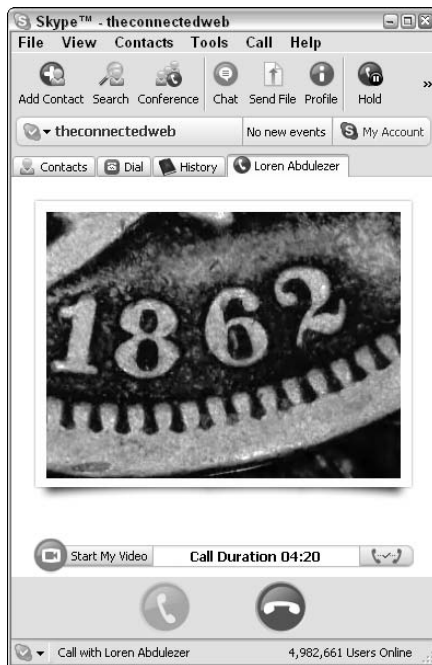 Skype™ - theconnectedweb
File View Contacts Tools Call Help
Add Contact Search Conference Chat Send File Profile Hold
theconnectedweb No new events My Account
Contacts Dial History Loren Abdulezer
1862
Start My Video Call Duration 04:20
Call with Loren Abdulezer 4,982,661 Users Online